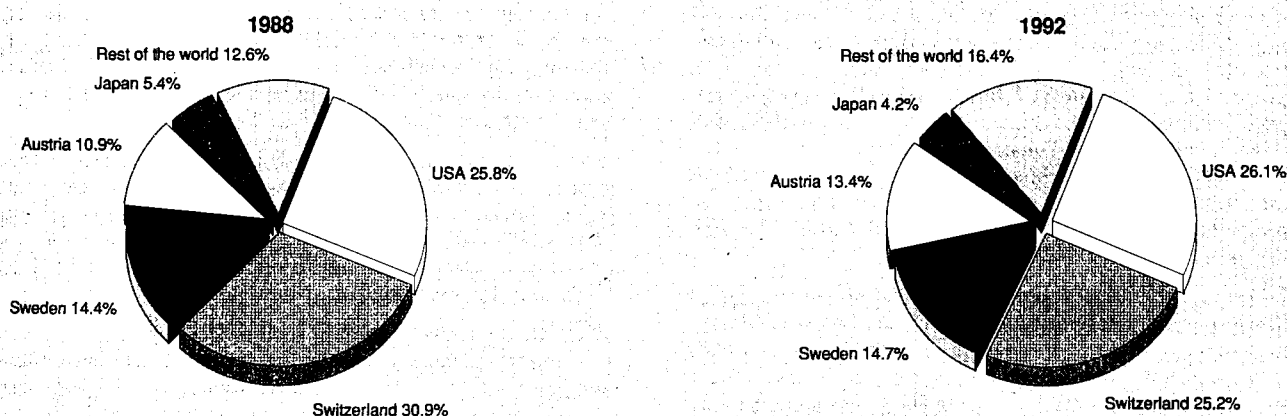 1988
Rest of the world 12.6%
Japan 5.4%
Austria 10.9%
USA 25.8%
Sweden 14.4%
Switzerland 30.9%
1992
Rest of the world 16.4%
Japan 4.2%
Austria 13.4%
USA 26.1%
Sweden 14.7%
Switzerland 25.2%